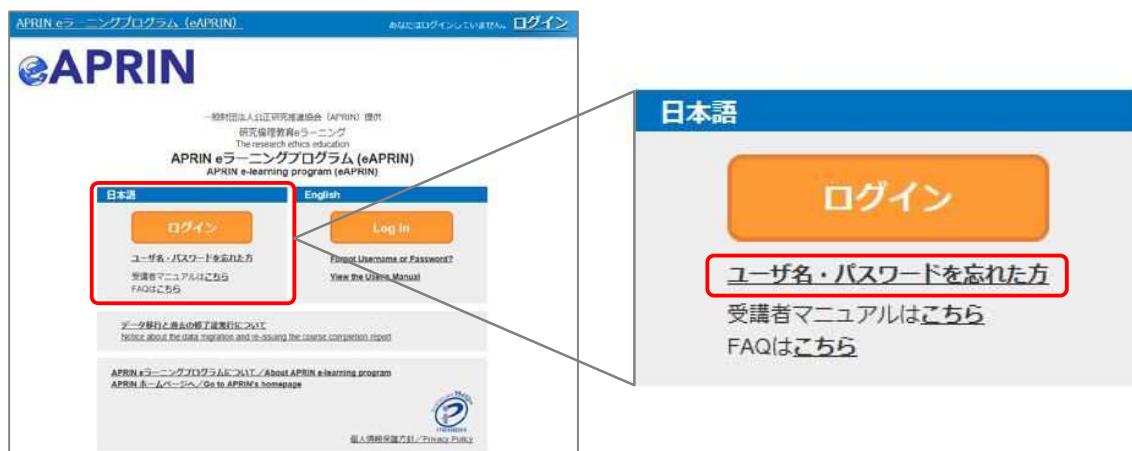 APRIN eラーニングプログラム (eAPRIN)
あなたはログインしていません。 ログイン
eAPRIN
一般財団法人公正研究推進協会 (APRIN) 提供
研究倫理教育eラーニング
The research ethics education
APRIN eラーニングプログラム (eAPRIN)
APRIN e-learning program (eAPRIN)
日本語
ログイン
ユーザ名・パスワードを忘れた方
受講者マニュアルはこちら
FAQはこちら
English
Log In
Forgot Username or Password?
View the Users Manual
データ移行と過去の修了証発行について
Notice about the data migration and re-issuing the course completion report
APRIN eラーニングプログラムについて／About APRIN e-learning program
APRIN ホームページへ／Go to APRIN's homepage
個人情報保護方針／Privacy Policy
日本語
ログイン
ユーザ名・パスワードを忘れた方
受講者マニュアルはこちら
FAQはこちら